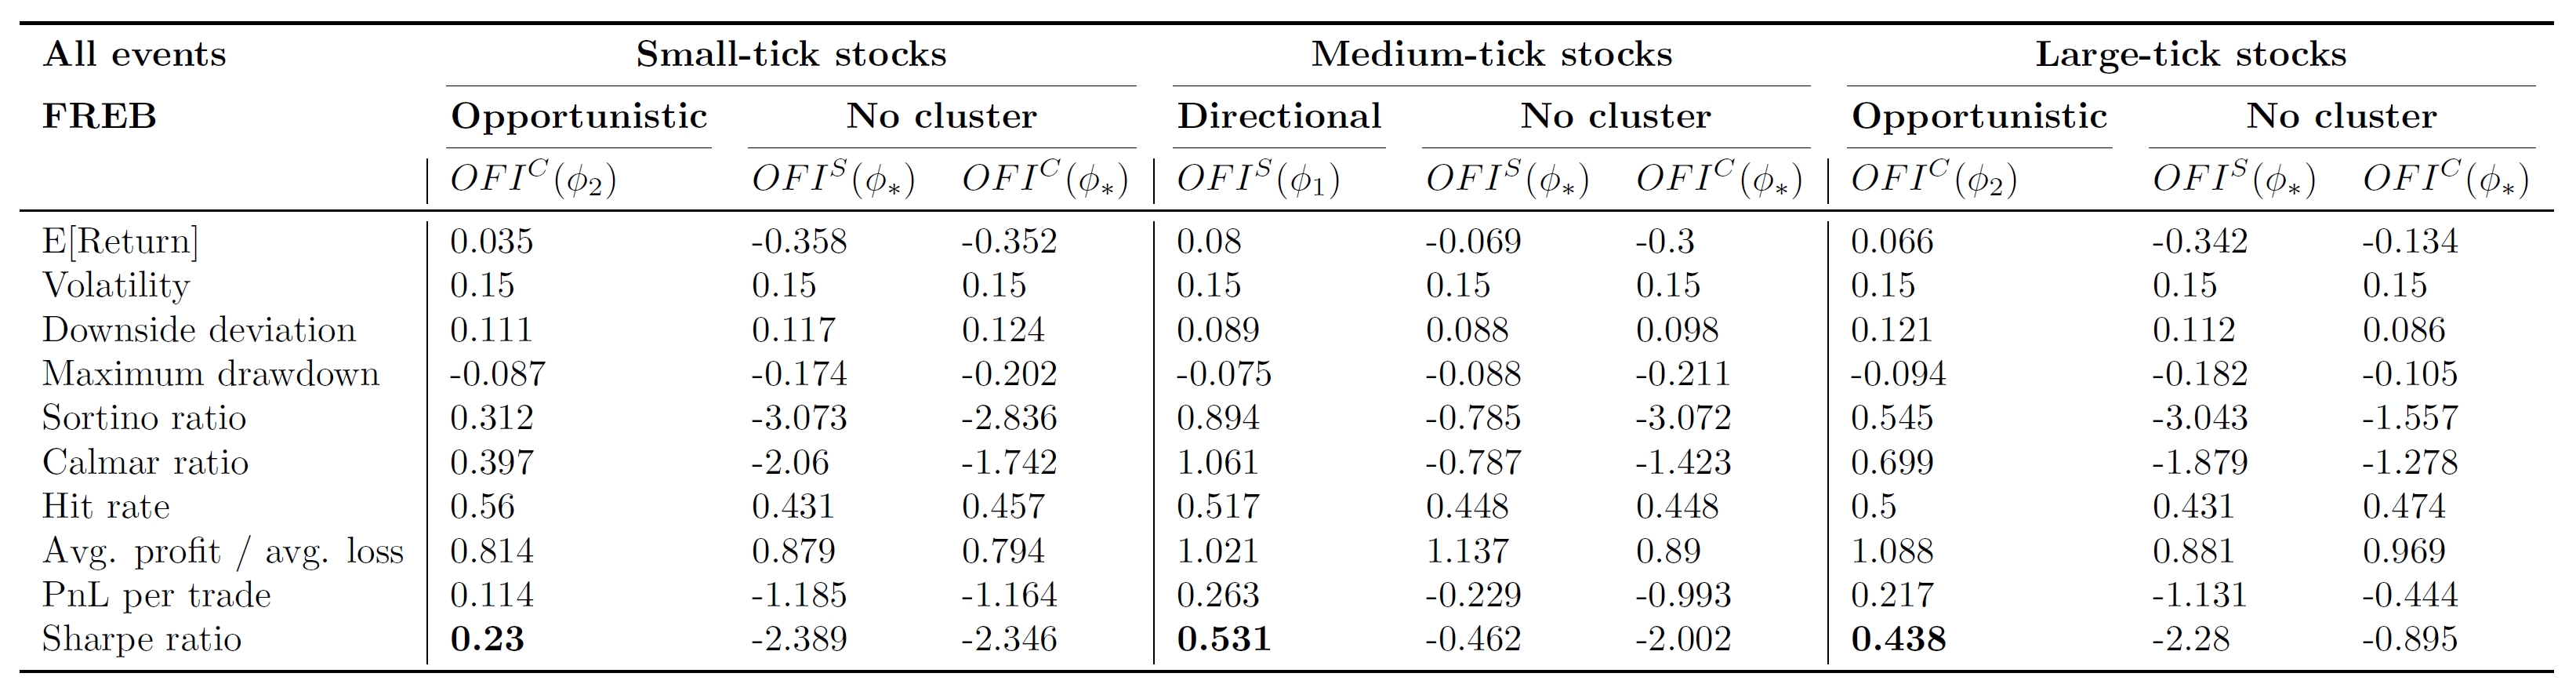 All events Small-tick stocks Medium-tick stocks Large-tick stocks
FREB Opportunistic No cluster Directional No cluster Opportunistic No cluster
OFI^C(ϕ₂) OFI^S(ϕ∗) OFI^C(ϕ∗) OFI^S(ϕ₁) OFI^S(ϕ∗) OFI^C(ϕ∗) OFI^C(ϕ₂) OFI^S(ϕ∗) OFI^C(ϕ∗)
E[Return] 0.035 -0.358 -0.352 0.08 -0.069 -0.3 0.066 -0.342 -0.134
Volatility 0.15 0.15 0.15 0.15 0.15 0.15 0.15 0.15 0.15
Downside deviation 0.111 0.117 0.124 0.089 0.088 0.098 0.121 0.112 0.086
Maximum drawdown -0.087 -0.174 -0.202 -0.075 -0.088 -0.211 -0.094 -0.182 -0.105
Sortino ratio 0.312 -3.073 -2.836 0.894 -0.785 -3.072 0.545 -3.043 -1.557
Calmar ratio 0.397 -2.06 -1.742 1.061 -0.787 -1.423 0.699 -1.879 -1.278
Hit rate 0.56 0.431 0.457 0.517 0.448 0.448 0.5 0.431 0.474
Avg. profit / avg. loss 0.814 0.879 0.794 1.021 1.137 0.89 1.088 0.881 0.969
PnL per trade 0.114 -1.185 -1.164 0.263 -0.229 -0.993 0.217 -1.131 -0.444
Sharpe ratio 0.23 -2.389 -2.346 0.531 -0.462 -2.002 0.438 -2.28 -0.895